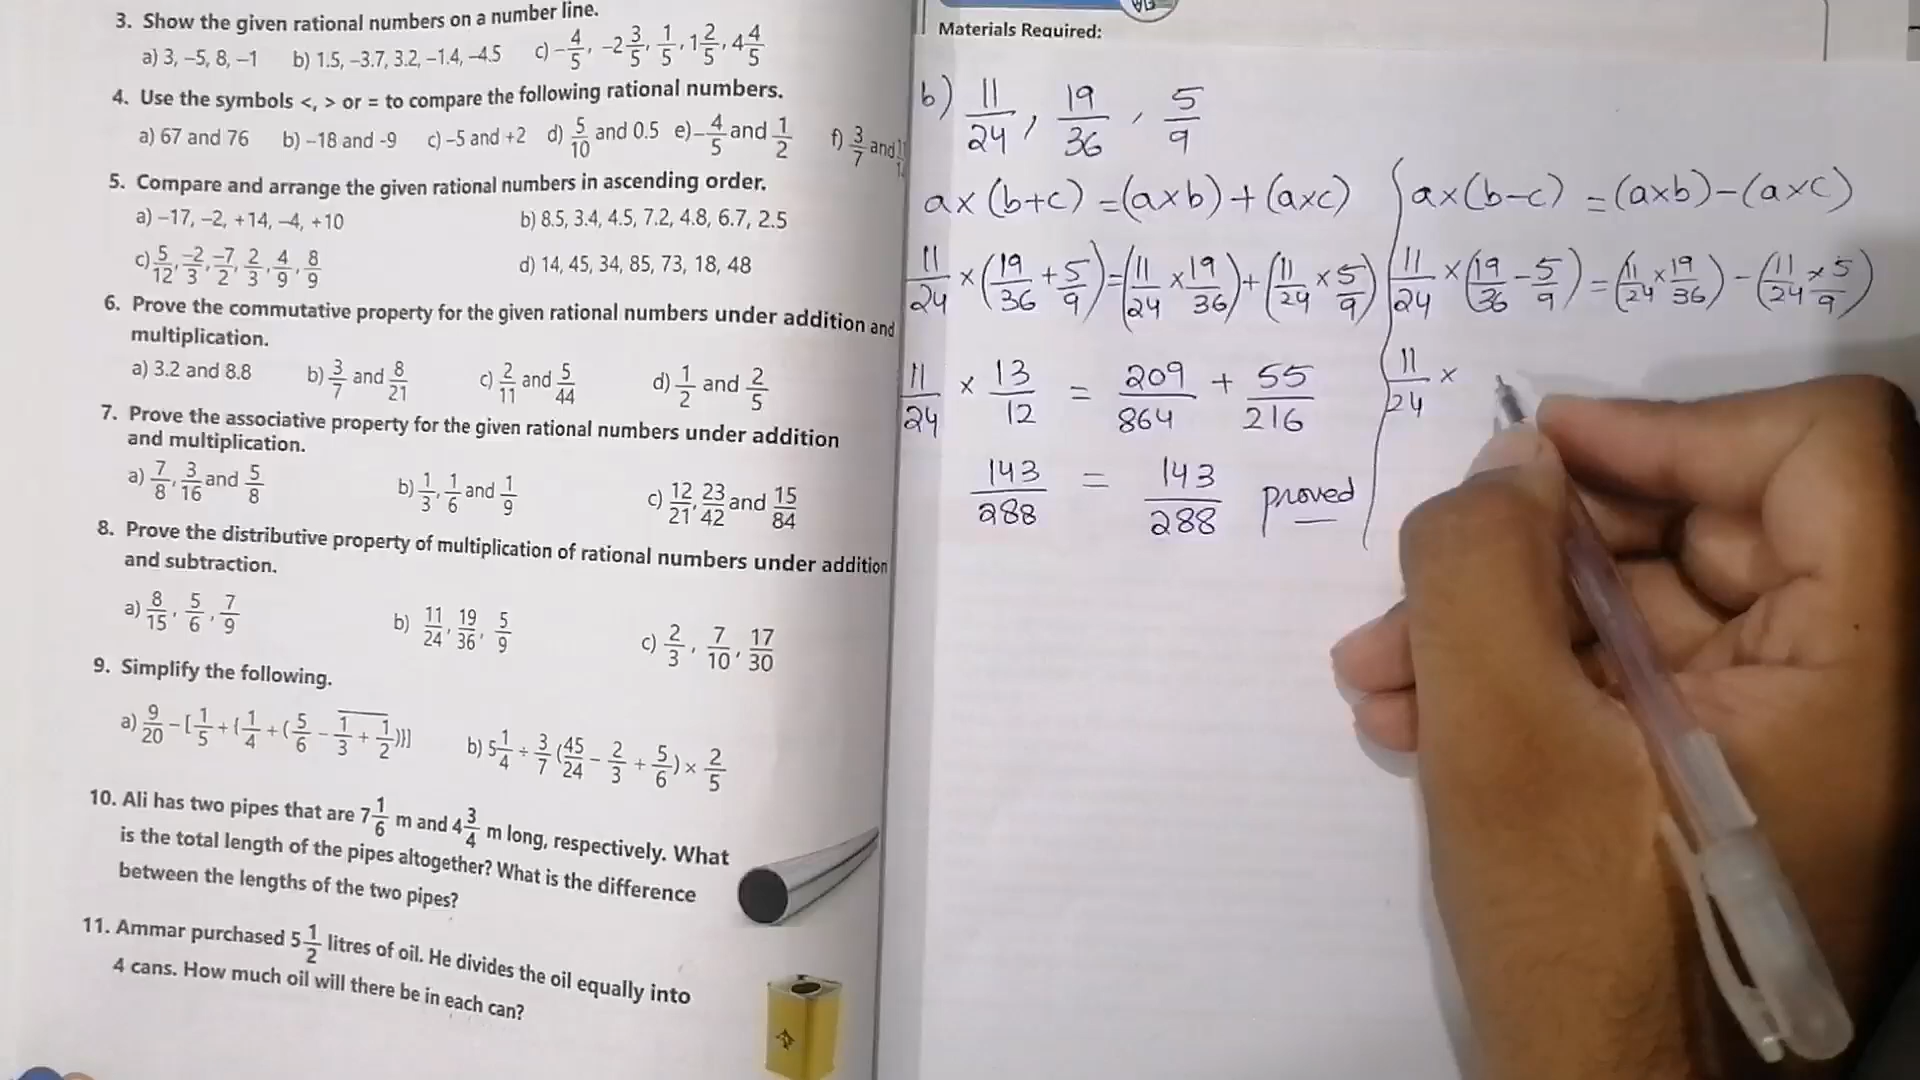 3. Show the given rational numbers on a number line.
a) 3, –5, 8, –1 b) 1.5, –3.7, 3.2, –1.4, –4.5 c) –4/5, –2 3/5, 1/5, 1 2/5, 4 4/5
4. Use the symbols <, > or = to compare the following rational numbers.
a) 67 and 76 b) –18 and -9 c) –5 and +2 d) 5/10 and 0.5 e) –4/5 and 1/2 f) 3/7 and
5. Compare and arrange the given rational numbers in ascending order.
a) –17, –2, +14, –4, +10 b) 8.5, 3.4, 4.5, 7.2, 4.8, 6.7, 2.5
c) 5/12, –2/3, –7/2, 2/3, 4/9, 8/9 d) 14, 45, 34, 85, 73, 18, 48
6. Prove the commutative property for the given rational numbers under addition and
multiplication.
a) 3.2 and 8.8 b) 3/7 and 8/21 c) 2/11 and 5/44 d) 1/2 and 2/5
7. Prove the associative property for the given rational numbers under addition
and multiplication.
a) 7/8, 3/16 and 5/8 b) 1/3, 1/6 and 1/9 c) 12/21, 23/42 and 15/84
8. Prove the distributive property of multiplication of rational numbers under addition
and subtraction.
a) 8/15, 5/6, 7/9 b) 11/24, 19/36, 5/9 c) 2/3, 7/10, 17/30
9. Simplify the following.
a) 9/20 – [1/5 + {1/4 + (5/6 – 1/3 + 1/2)}] b) 5 1/4 ÷ 3/7 (45/24 – 2/3 + 5/6) × 2/5
10. Ali has two pipes that are 7 1/6 m and 4 3/4 m long, respectively. What
is the total length of the pipes altogether? What is the difference
between the lengths of the two pipes?
11. Ammar purchased 5 1/2 litres of oil. He divides the oil equally into
4 cans. How much oil will there be in each can?
Materials Required:
b) 11/24, 19/36, 5/9
a×(b+c) = (a×b)+(a×c)
11/24 × (19/36 + 5/9) = (11/24 × 19/36) + (11/24 × 5/9)
11/24 × 13/12 = 209/864 + 55/216
143/288 = 143/288 proved
a×(b–c) = (a×b)–(a×c)
11/24 × (19/36 – 5/9) = (11/24 × 19/36) – (11/24 × 5/9)
11/24 ×